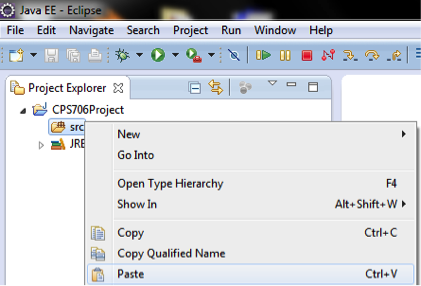 Java EE - Eclipse
File Edit Navigate Search Project Run Window Help
Project Explorer
CPS706Project
src
JRE
New
Go Into
Open Type Hierarchy F4
Show In Alt+Shift+W
Copy Ctrl+C
Copy Qualified Name
Paste Ctrl+V